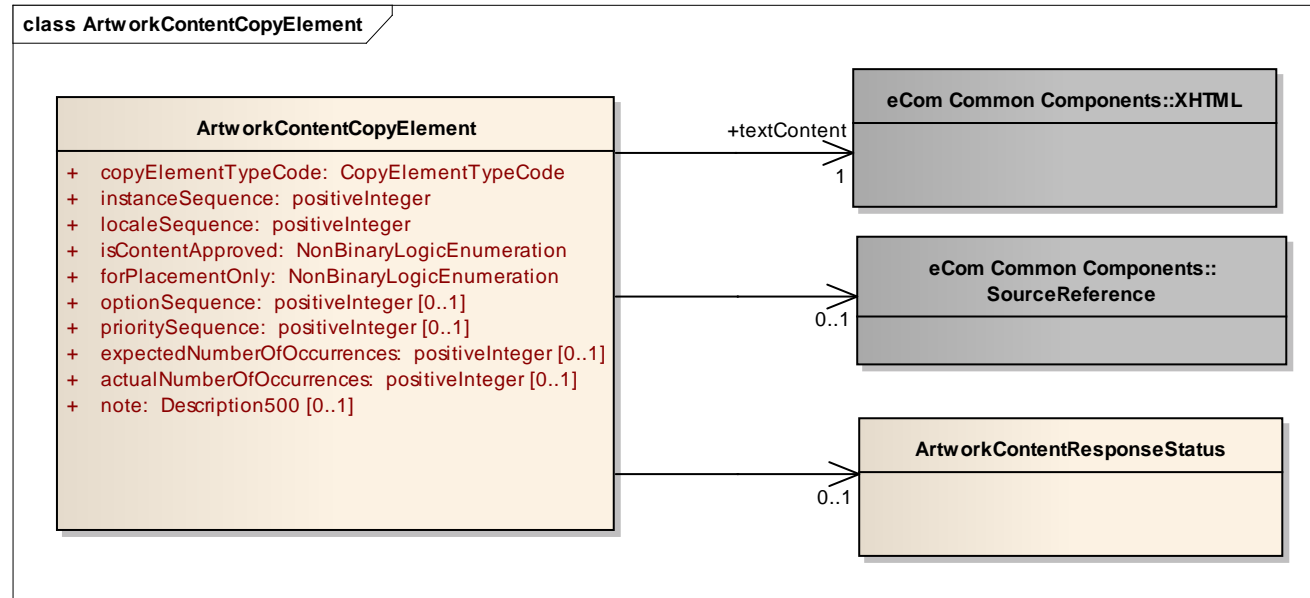 class ArtworkContentCopyElement
ArtworkContentCopyElement
+ copyElementTypeCode: CopyElementTypeCode
+ instanceSequence: positiveInteger
+ localeSequence: positiveInteger
+ isContentApproved: NonBinaryLogicEnumeration
+ forPlacementOnly: NonBinaryLogicEnumeration
+ optionSequence: positiveInteger [0..1]
+ prioritySequence: positiveInteger [0..1]
+ expectedNumberOfOccurrences: positiveInteger [0..1]
+ actualNumberOfOccurrences: positiveInteger [0..1]
+ note: Description500 [0..1]
+textContent
1
eCom Common Components::XHTML
0..1
eCom Common Components::
SourceReference
0..1
ArtworkContentResponseStatus